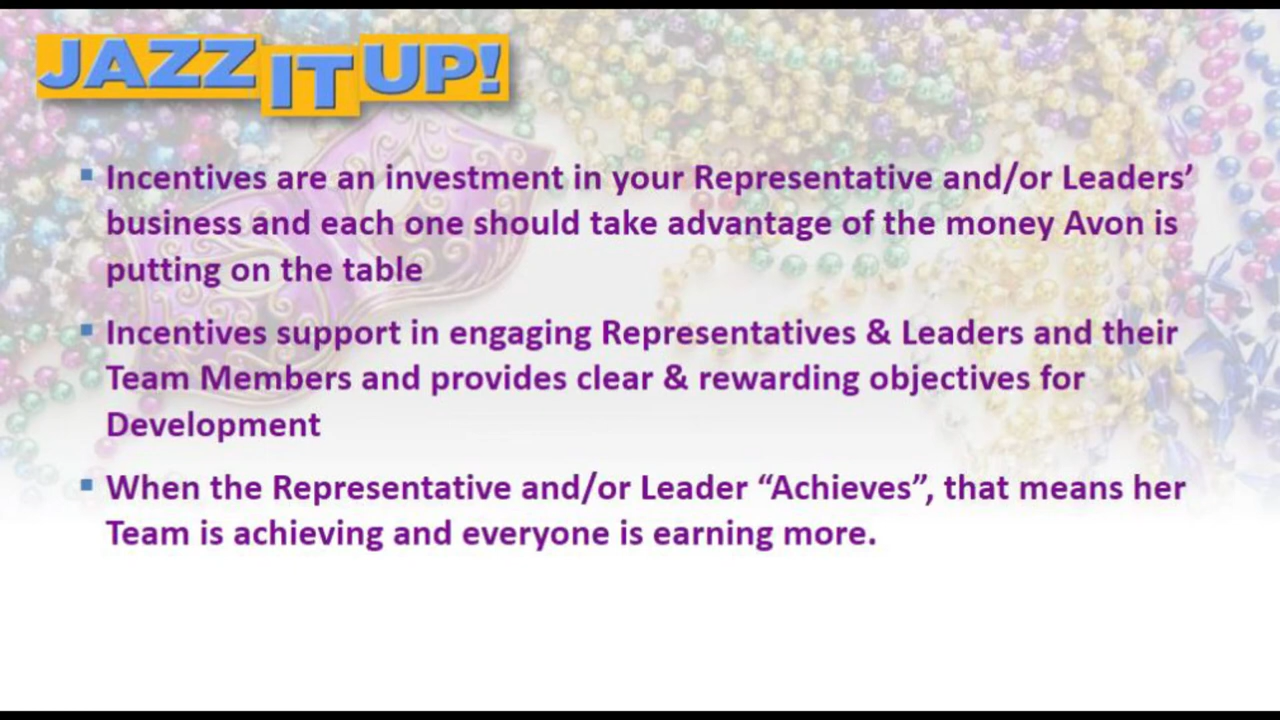 JAZZ IT UP!
Incentives are an investment in your Representative and/or Leaders’
business and each one should take advantage of the money Avon is
putting on the table
Incentives support in engaging Representatives & Leaders and their
Team Members and provides clear & rewarding objectives for
Development
When the Representative and/or Leader “Achieves”, that means her
Team is achieving and everyone is earning more.